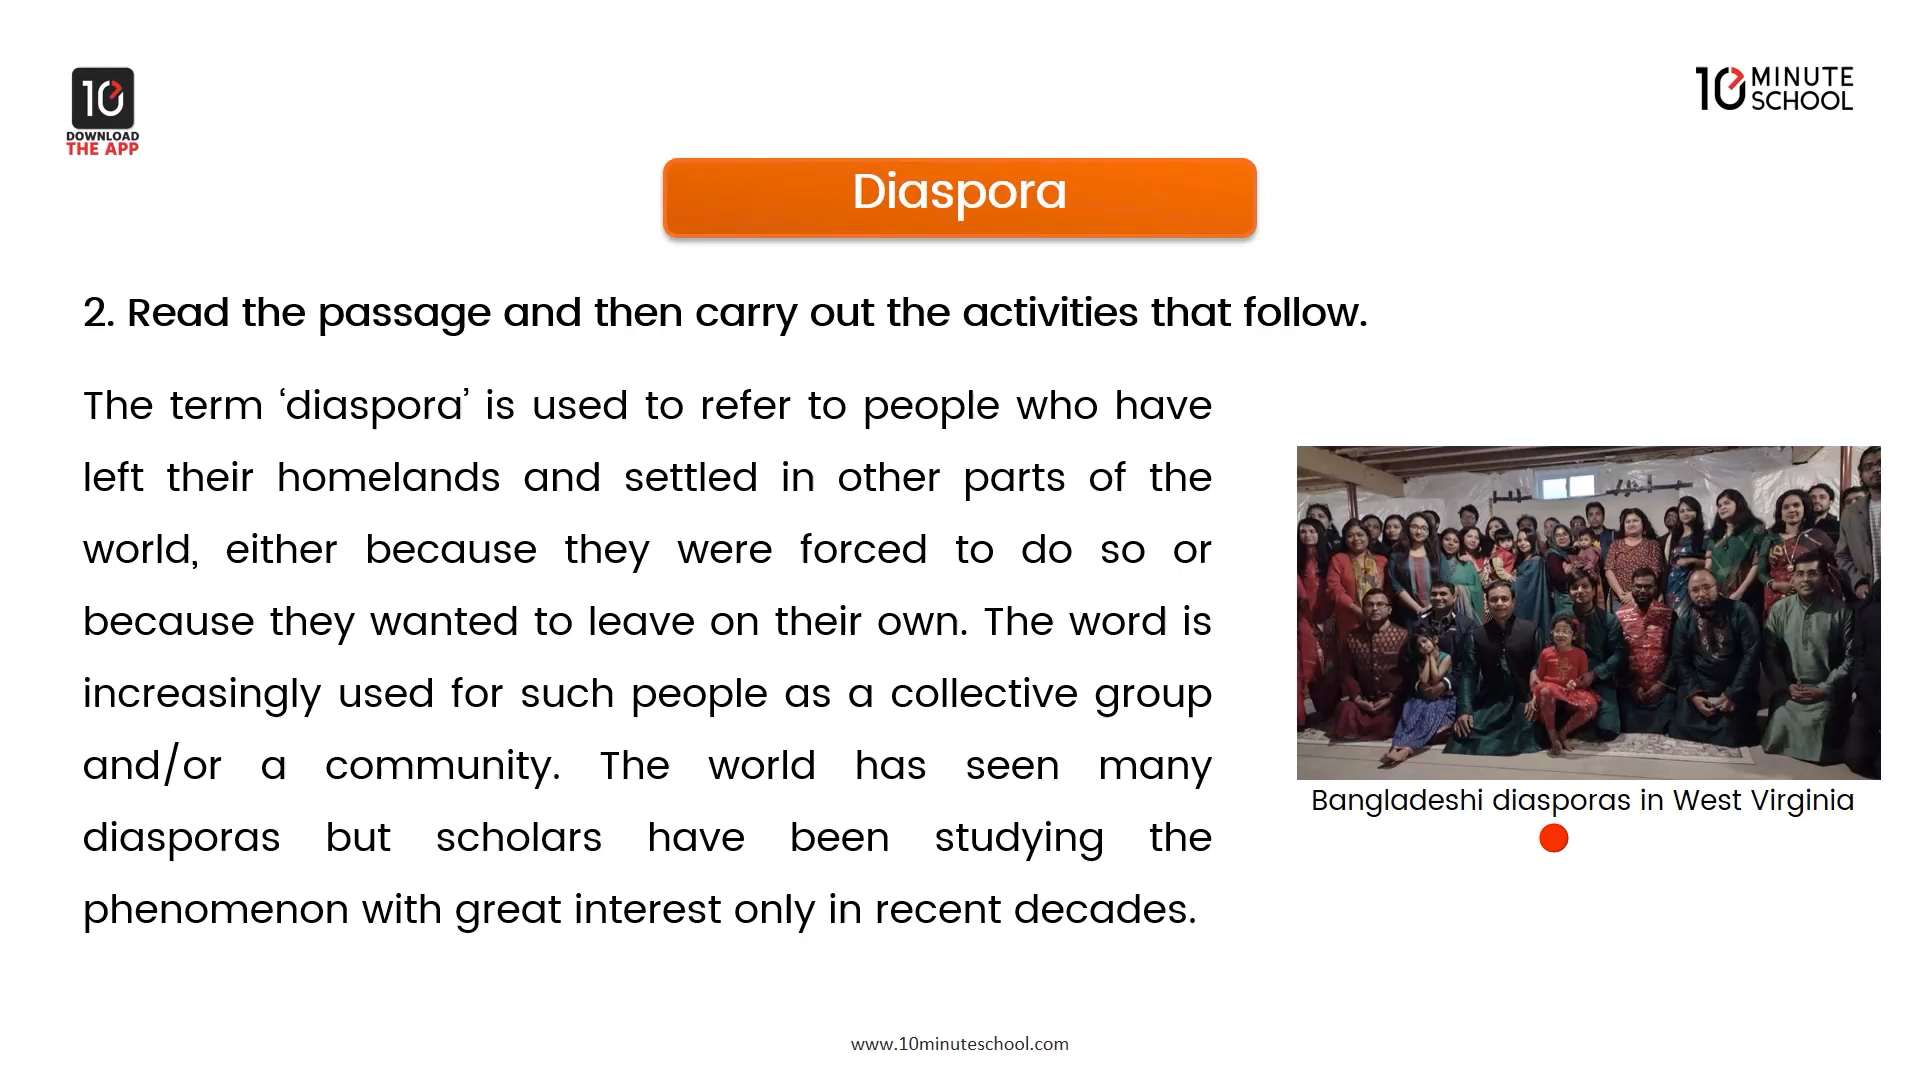 10
DOWNLOAD
THE APP
10 MINUTE
SCHOOL
Diaspora
2. Read the passage and then carry out the activities that follow.
The term ‘diaspora’ is used to refer to people who have
left their homelands and settled in other parts of the
world, either because they were forced to do so or
because they wanted to leave on their own. The word is
increasingly used for such people as a collective group
and/or a community. The world has seen many
diasporas but scholars have been studying the
phenomenon with great interest only in recent decades.
Bangladeshi diasporas in West Virginia
www.10minuteschool.com